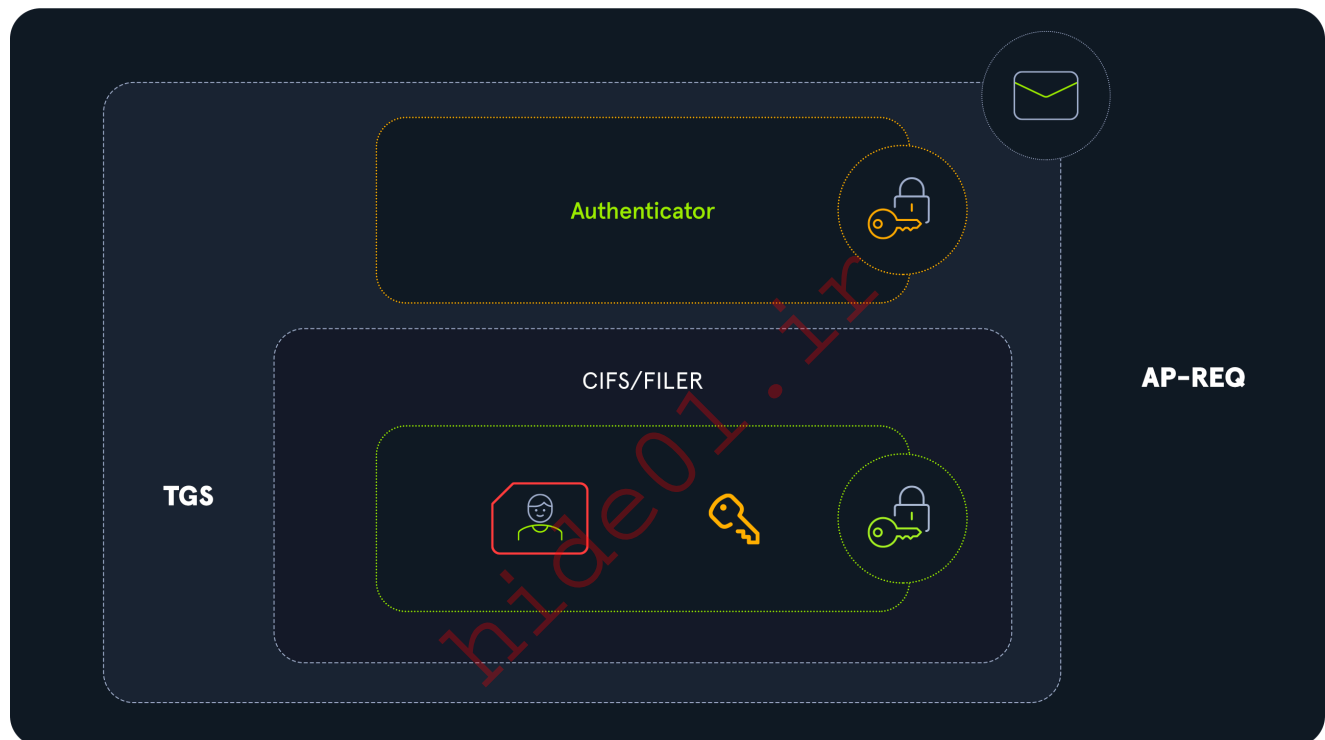 Authenticator
CIFS/FILER
AP-REQ
TGS
hide01.ir